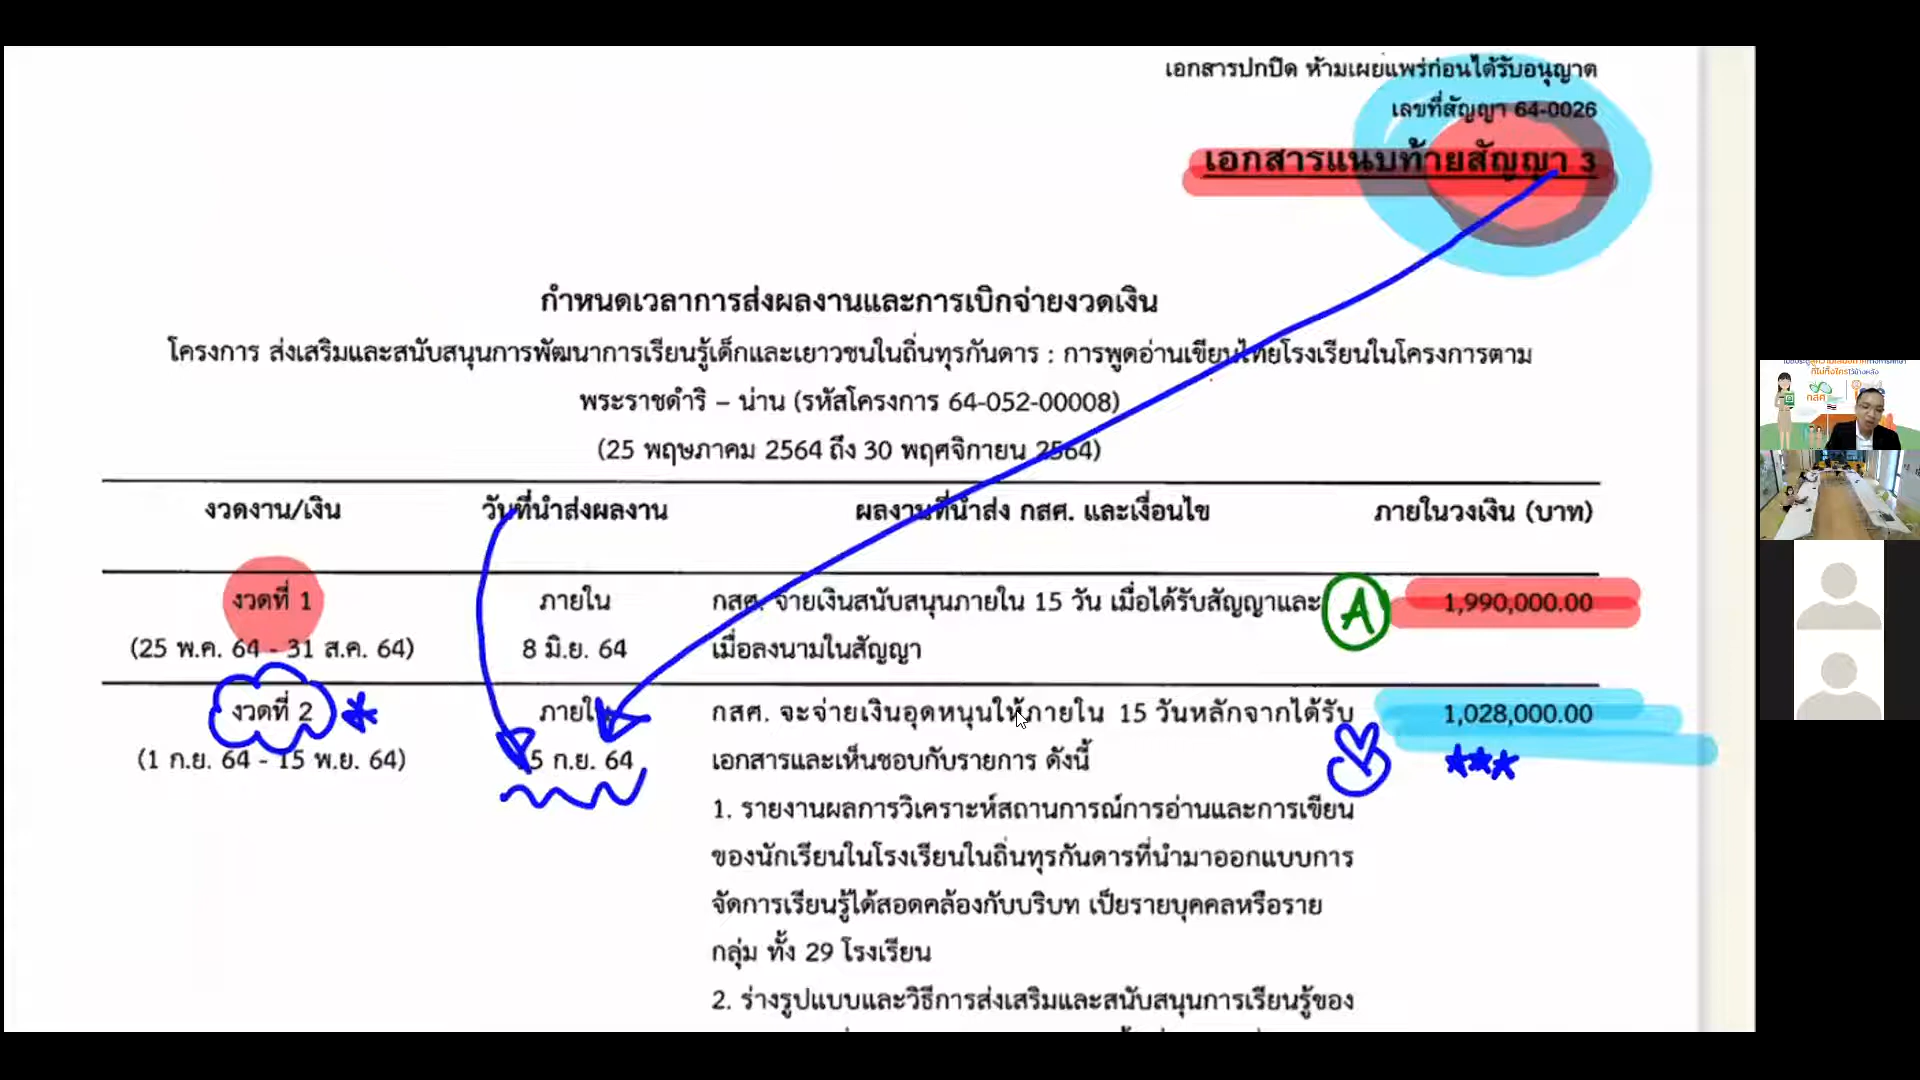 เอกสารปกปิด ห้ามเผยแพร่ก่อนได้รับอนุญาต
เลขที่สัญญา 64-0026
เอกสารแนบท้ายสัญญา 3
กำหนดเวลาการส่งผลงานและการเบิกจ่ายงวดเงิน
โครงการ ส่งเสริมและสนับสนุนการพัฒนาการเรียนรู้เด็กและเยาวชนในถิ่นทุรกันดาร : การพูดอ่านเขียนไทยโรงเรียนในโครงการตาม
พระราชดำริ – น่าน (รหัสโครงการ 64-052-00008)
(25 พฤษภาคม 2564 ถึง 30 พฤศจิกายน 2564)
งวดงาน/เงิน วันที่นำส่งผลงาน ผลงานที่นำส่ง กสศ. และเงื่อนไข ภายในวงเงิน (บาท)
งวดที่ 1 ภายใน กสศ. จ่ายเงินสนับสนุนภายใน 15 วัน เมื่อได้รับสัญญาและ A 1,990,000.00
(25 พ.ค. 64 - 31 ส.ค. 64) 8 มิ.ย. 64 เมื่อลงนามในสัญญา
งวดที่ 2 ภายใน กสศ. จะจ่ายเงินอุดหนุนให้ภายใน 15 วันหลักจากได้รับ 1,028,000.00
(1 ก.ย. 64 - 15 พ.ย. 64) 5 ก.ย. 64 เอกสารและเห็นชอบกับรายการ ดังนี้
1. รายงานผลการวิเคราะห์สถานการณ์การอ่านและการเขียน
ของนักเรียนในโรงเรียนในถิ่นทุรกันดารที่นำมาออกแบบการ
จัดการเรียนรู้ได้สอดคล้องกับบริบท เป็ยรายบุคคลหรือราย
กลุ่ม ทั้ง 29 โรงเรียน
2. ร่างรูปแบบและวิธีการส่งเสริมและสนับสนุนการเรียนรู้ของ
ที่ไม่ทิ้งใครไว้ข้างหลัง
กสศ